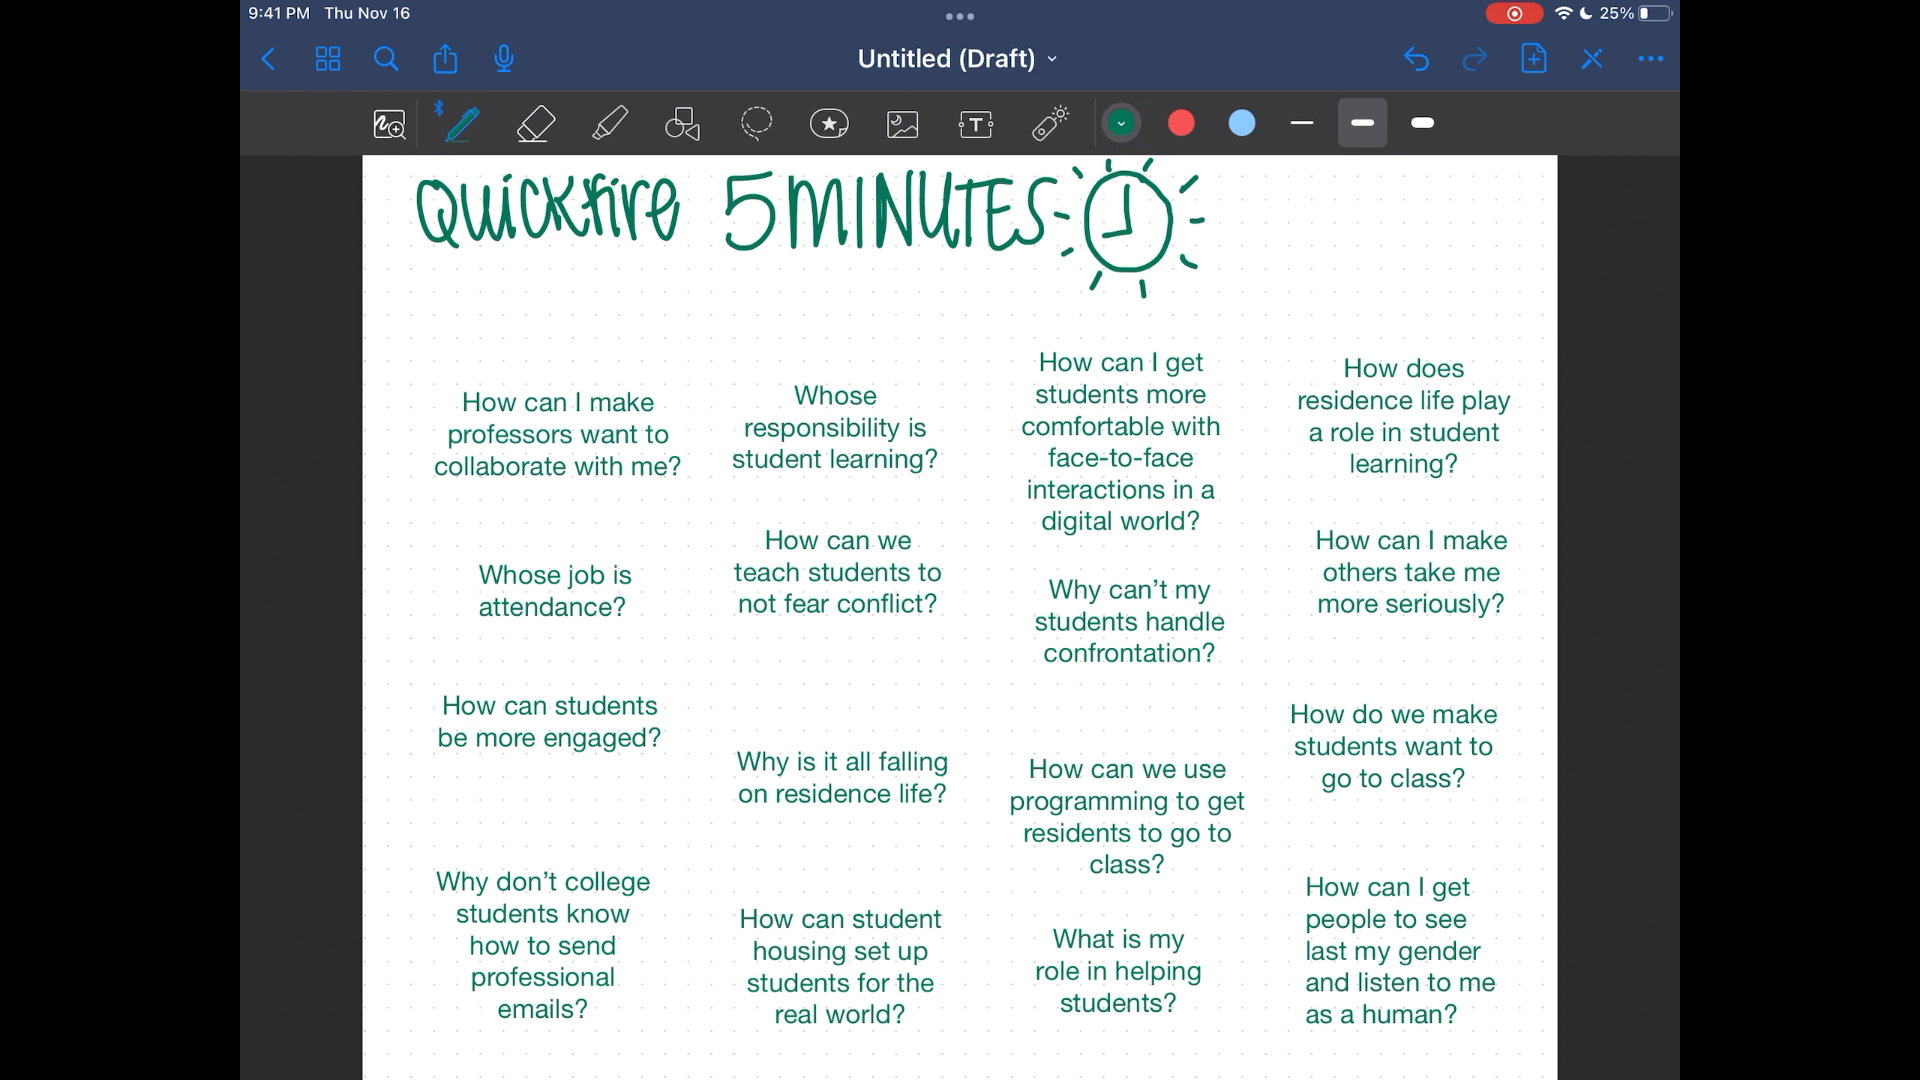 9:41 PM Thu Nov 16
25%
Untitled (Draft)
T
Quickfire 5 MINUTES
How can I make
professors want to
collaborate with me?
Whose
responsibility is
student learning?
How can I get
students more
comfortable with
face-to-face
interactions in a
digital world?
How does
residence life play
a role in student
learning?
Whose job is
attendance?
How can we
teach students to
not fear conflict?
Why can’t my
students handle
confrontation?
How can I make
others take me
more seriously?
How can students
be more engaged?
Why is it all falling
on residence life?
How can we use
programming to get
residents to go to
class?
How do we make
students want to
go to class?
Why don’t college
students know
how to send
professional
emails?
How can student
housing set up
students for the
real world?
What is my
role in helping
students?
How can I get
people to see
last my gender
and listen to me
as a human?